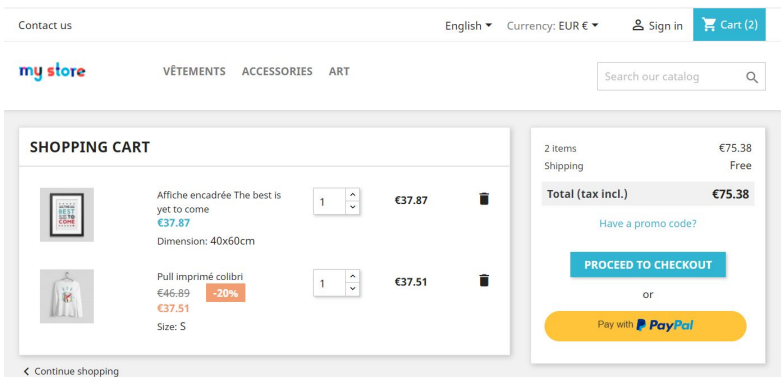 Contact us
English
Currency: EUR €
Sign in
Cart (2)
my store
VÊTEMENTS ACCESSORIES ART
Search our catalog
SHOPPING CART
BEST
COME
Affiche encadrée The best is
yet to come
€37.87
Dimension: 40x60cm
1
€37.87
Pull imprimé colibri
€46.89 -20%
€37.51
Size: S
1
€37.51
Continue shopping
2 items €75.38
Shipping Free
Total (tax incl.) €75.38
Have a promo code?
PROCEED TO CHECKOUT
or
Pay with PayPal